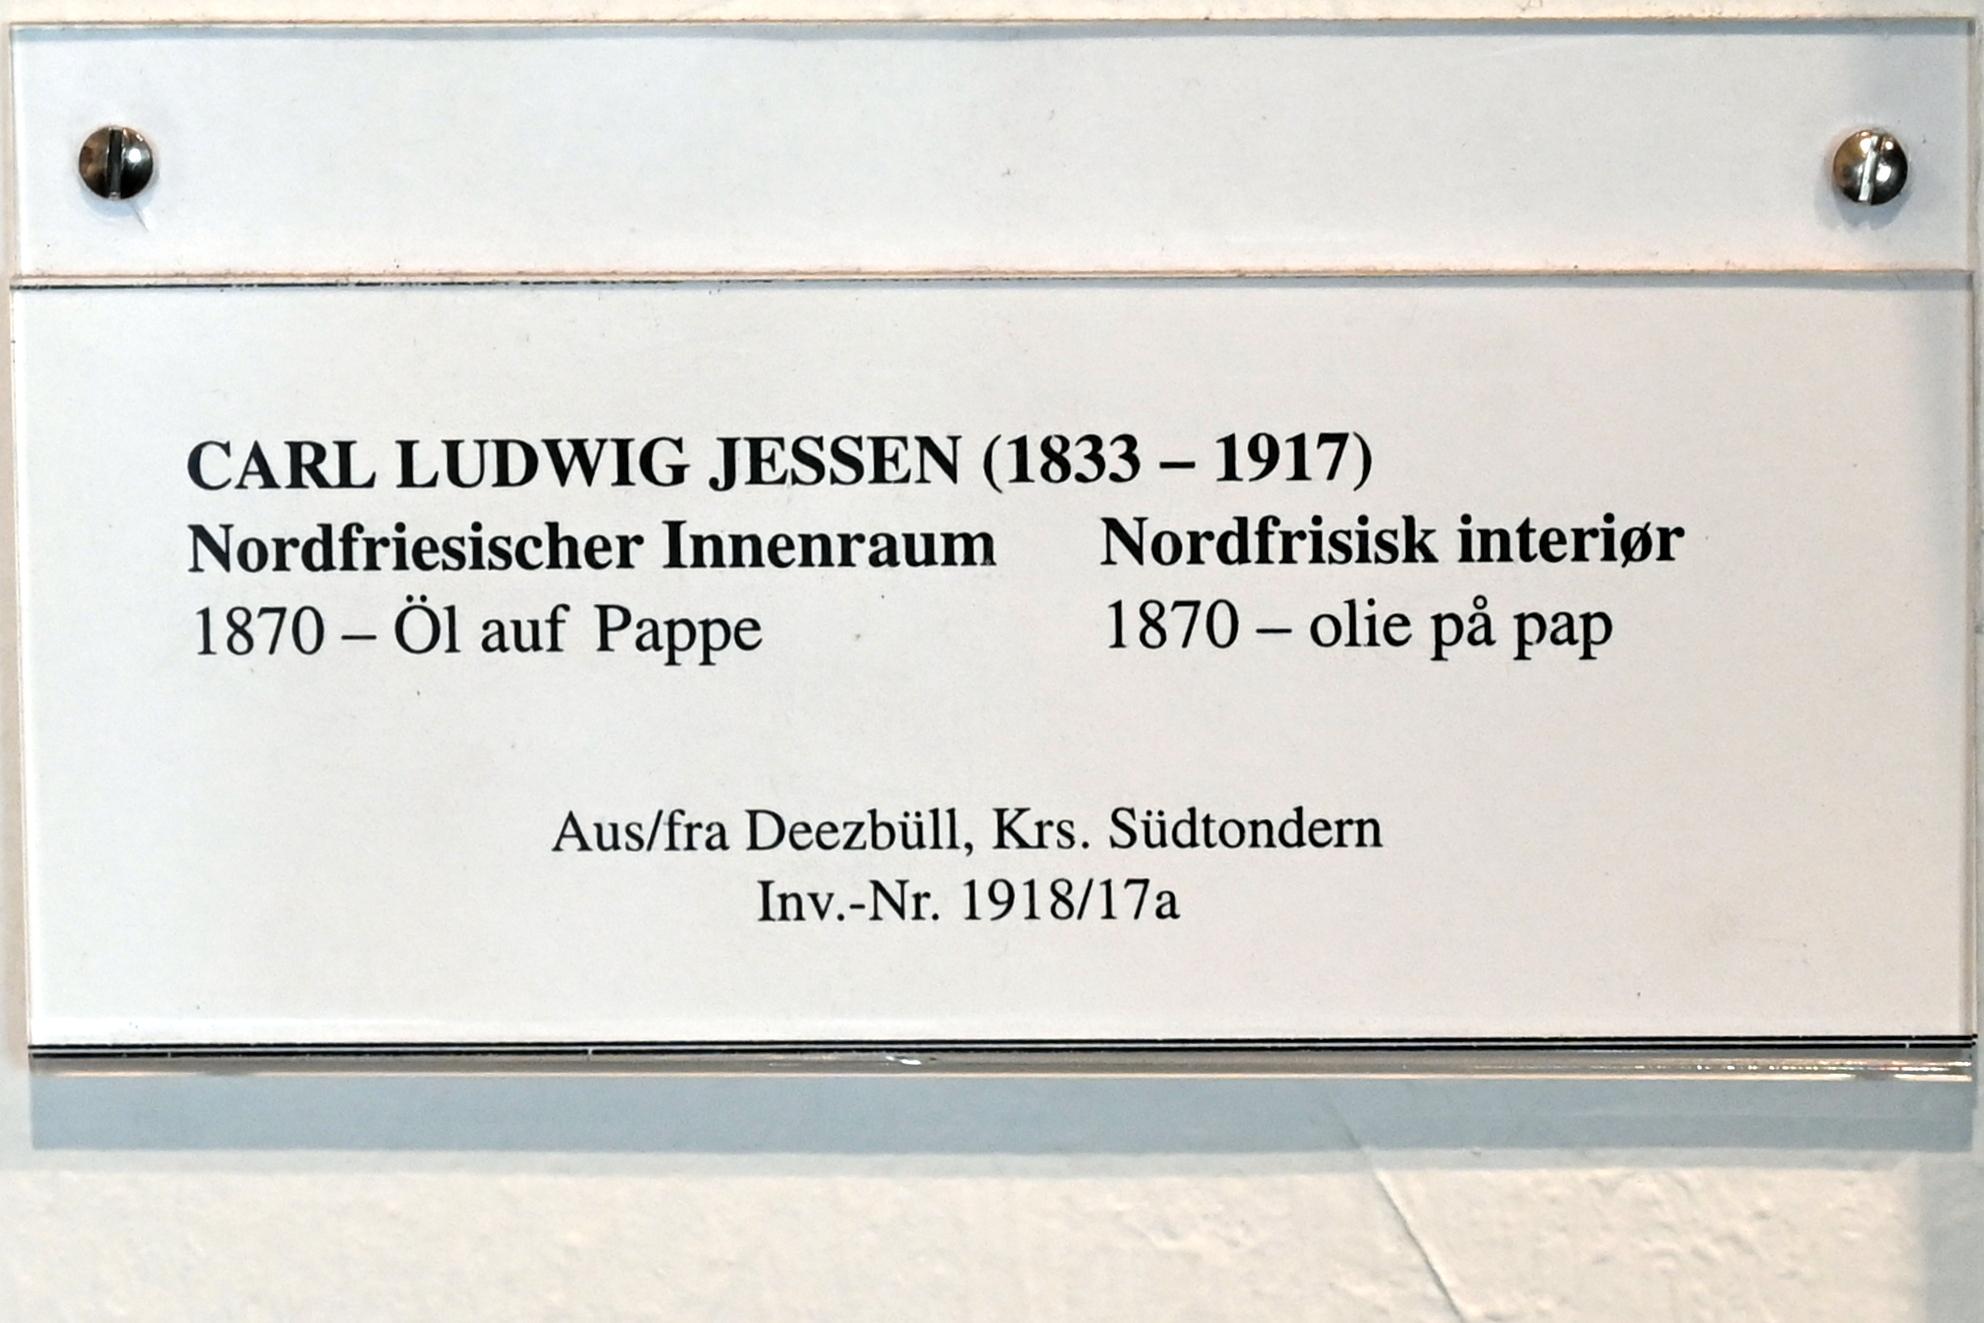 CARL LUDWIG JESSEN (1833 – 1917)
Nordfriesischer Innenraum Nordfrisisk interiør
1870 – Öl auf Pappe 1870 – olie på pap
Aus/fra Deezbüll, Krs. Südtondern
Inv.-Nr. 1918/17a